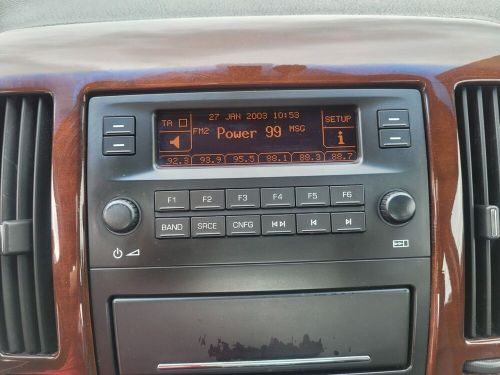 TA 27 JAN 2003 10:53 SETUP
FM2 Power 99 MSG i
92.3 93.9 95.5 88.1 88.3 88.7
F1 F2 F3 F4 F5 F6
BAND SRCE CNFG